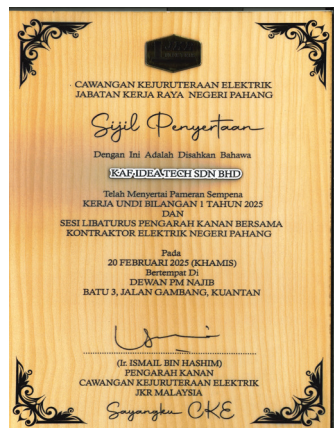 CAWANGAN KEJURUTERAAN ELEKTRIK
JABATAN KERJA RAYA NEGERI PAHANG
Sijil Penyertaan
Dengan Ini Adalah Disahkan Bahawa
KAF IDEATECH SDN BHD
Telah Menyertai Pameran Sempena
KERJA UNDI BILANGAN 1 TAHUN 2025
DAN
SESI LIBATURUS PENGARAH KANAN BERSAMA
KONTRAKTOR ELEKTRIK NEGERI PAHANG
Pada
20 FEBRUARI 2025 (KHAMIS)
Bertempat Di
DEWAN PM NAJIB
BATU 3, JALAN GAMBANG, KUANTAN
(Ir. ISMAIL BIN HASHIM)
PENGARAH KANAN
CAWANGAN KEJURUTERAAN ELEKTRIK
JKR MALAYSIA
Sayangku CKE